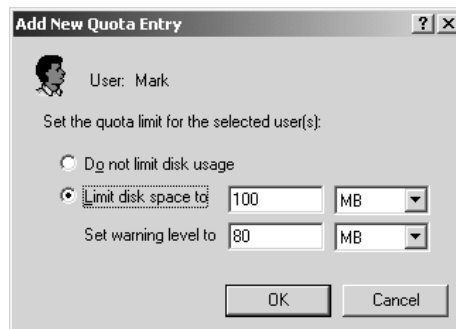 Add New Quota Entry
User: Mark
Set the quota limit for the selected user(s):
Do not limit disk usage
Limit disk space to 100 MB
Set warning level to 80 MB
OK Cancel